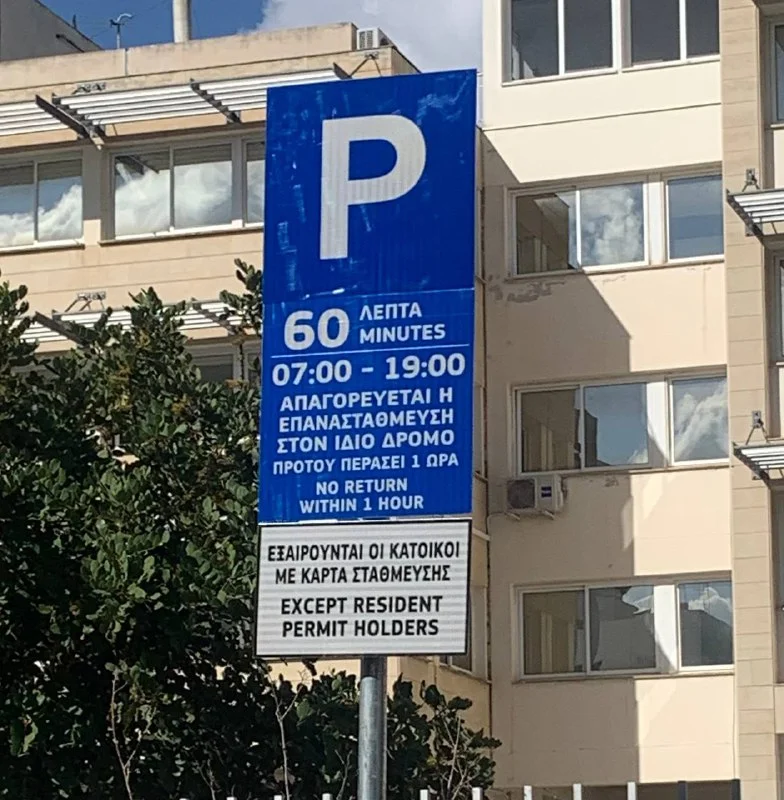 P
60 ΛΕΠΤΑ
MINUTES
07:00 - 19:00
ΑΠΑΓΟΡΕΥΕΤΑΙ Η
ΕΠΑΝΑΣΤΑΘΜΕΥΣΗ
ΣΤΟΝ ΙΔΙΟ ΔΡΟΜΟ
ΠΡΟΤΟΥ ΠΕΡΑΣΕΙ 1 ΩΡΑ
NO RETURN
WITHIN 1 HOUR
ΕΞΑΙΡΟΥΝΤΑΙ ΟΙ ΚΑΤΟΙΚΟΙ
ΜΕ ΚΑΡΤΑ ΣΤΑΘΜΕΥΣΗΣ
EXCEPT RESIDENT
PERMIT HOLDERS